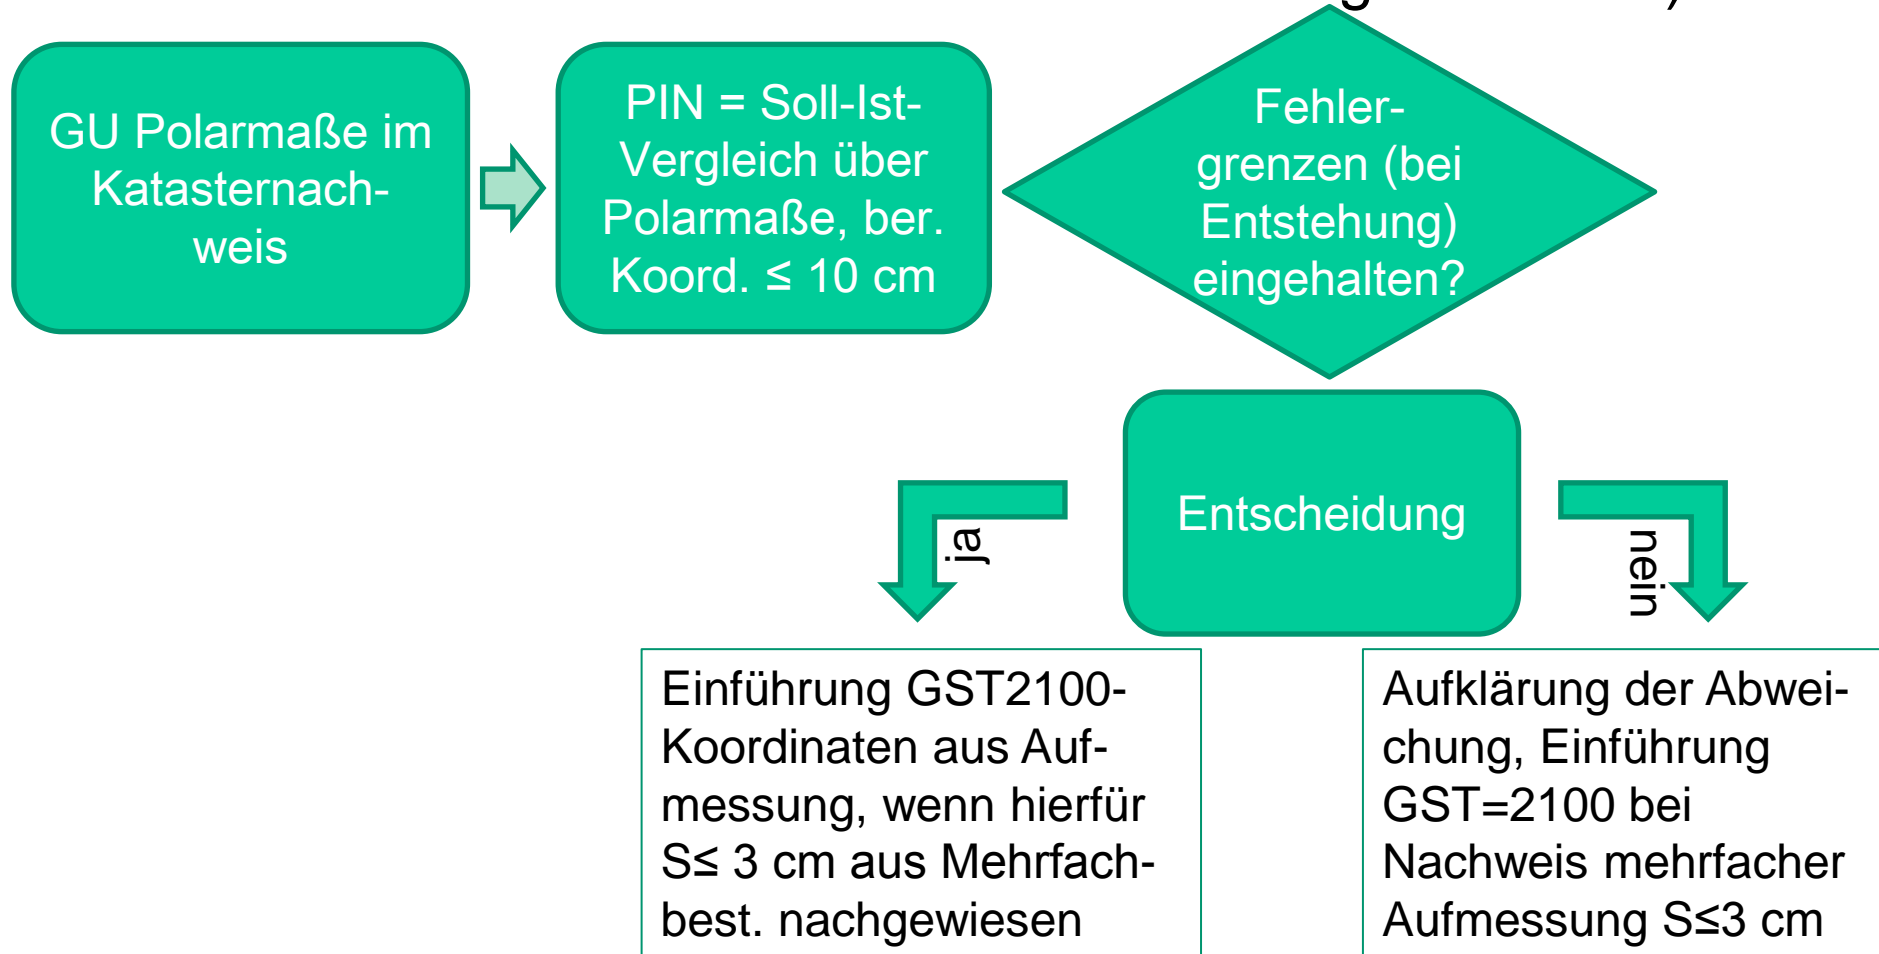 GU Polarmaße im
Katasternach-
weis
PIN = Soll-Ist-
Vergleich über
Polarmaße, ber.
Koord. ≤ 10 cm
Fehler-
grenzen (bei
Entstehung)
eingehalten?
Entscheidung
ja
nein
Einführung GST2100-
Koordinaten aus Auf-
messung, wenn hierfür
S≤ 3 cm aus Mehrfach-
best. nachgewiesen
Aufklärung der Abwei-
chung, Einführung
GST=2100 bei
Nachweis mehrfacher
Aufmessung S≤3 cm